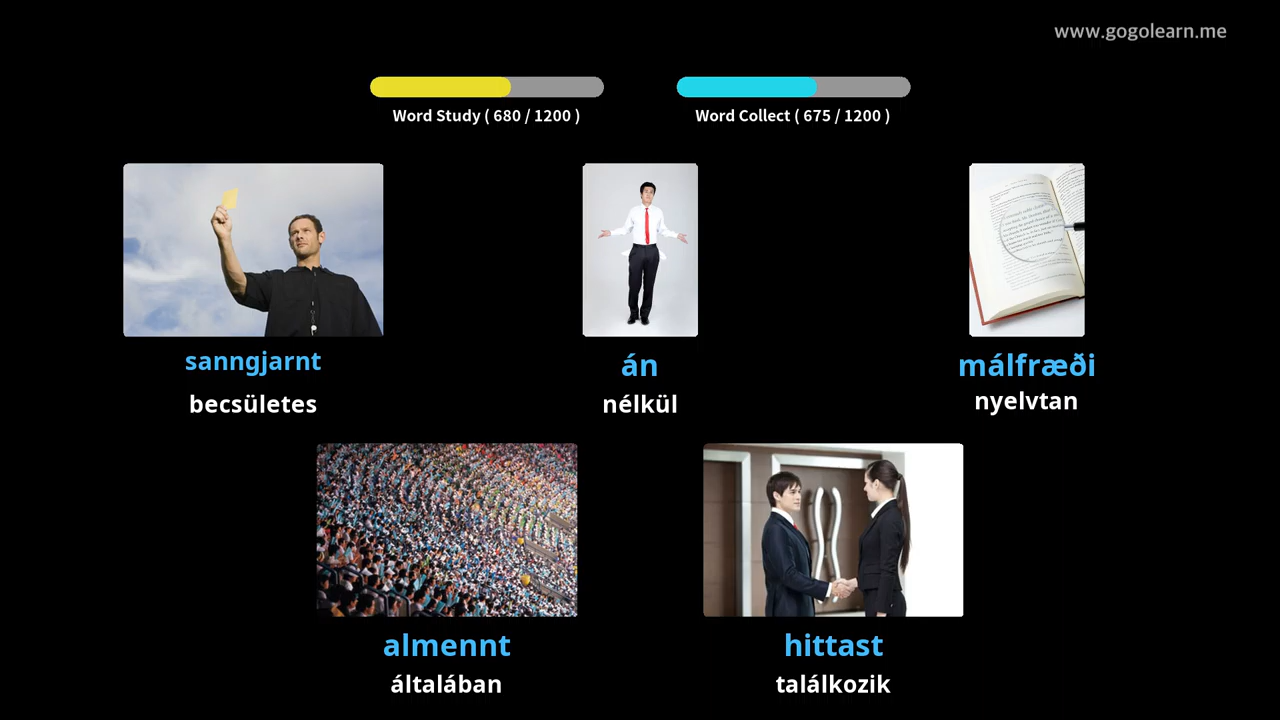 www.gogolearn.me
Word Study ( 680 / 1200 )
Word Collect ( 675 / 1200 )
sanngjarnt
becsületes
án
nélkül
málfræði
nyelvtan
almennt
általában
hittast
találkozik